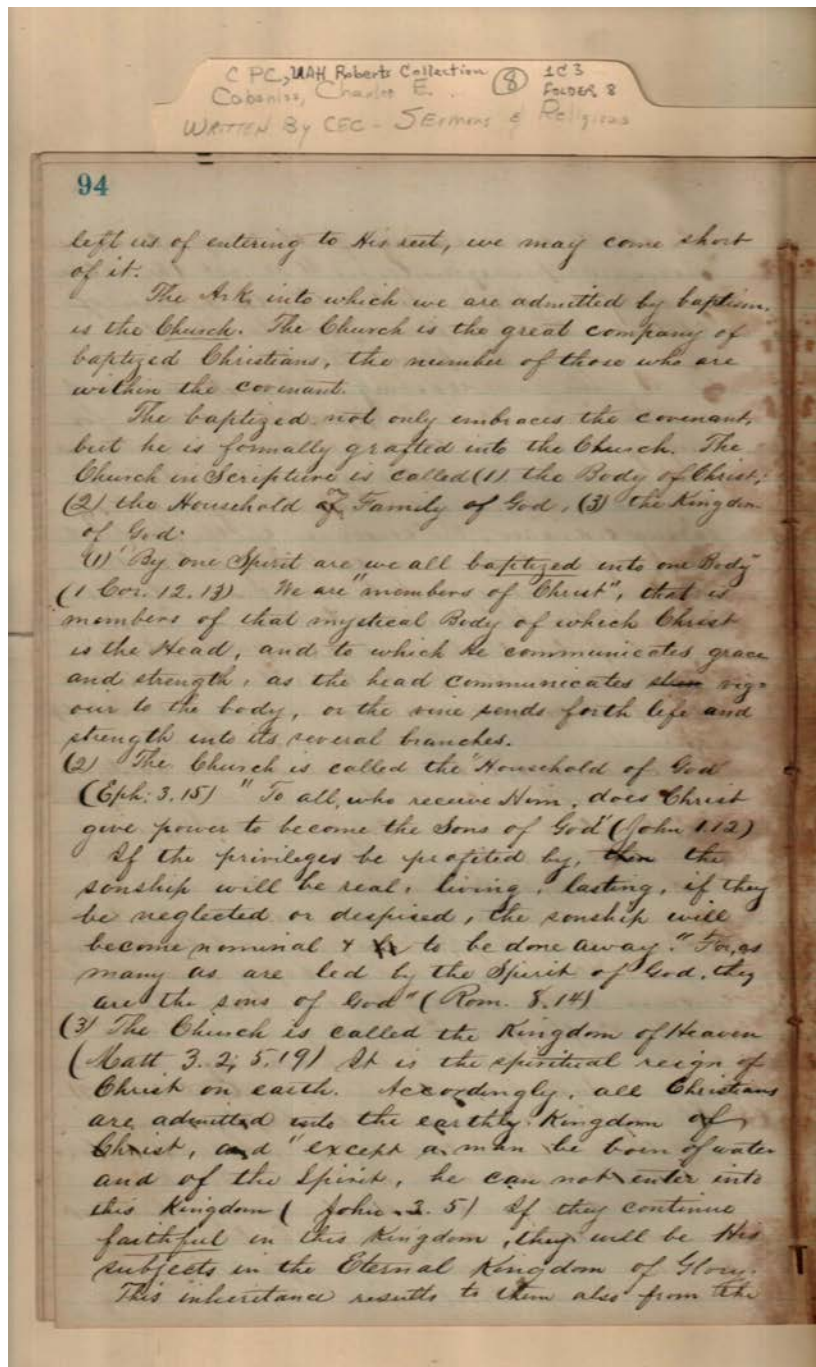 C PC, UAH Roberts Collection
Cabaniss, Charles E. 8 1C3
FOLDER 8
WRITTEN By CEC - SErmons & Religious
94
left us of entering to His rest, we may come short
of it.
The Ark, into which we are admitted by baptism,
is the Church. The Church is the great company of
baptized Christians, the number of those who are
within the covenant.
The baptized not only embraces the covenant,
but he is formally grafted into the Church. The
Church in Scripture is called (1) the Body of Christ;
(2) the Household of Family of God, (3) the Kingdom
of God.
(1) "By one Spirit are we all baptized into one Body"
(1 Cor. 12.13) We are "members of Christ", that is
members of that mystical Body of which Christ
is the Head, and to which he communicates grace
and strength, as the head communicates vig-
our to the body, or the vine sends forth life and
strength into its several branches.
(2) The Church is called the "Household of God"
(Eph. 3.15) "To all, who receive Him, does Christ
give power to become the Sons of God" (John 1.12)
If the privileges be profited by, then the
sonship will be real, living, lasting, if they
be neglected or despised, the sonship will
become nominal & to be done away. "For, as
many as are led by the Spirit of God, they
are the sons of God" (Rom. 8.14)
(3) The Church is called the Kingdom of Heaven
(Matt 3.2; 5.19) It is the spiritual reign of
Christ on earth. Accordingly, all Christians
are admitted into the earthly Kingdom of
Christ, and "except a man be born of water
and of the Spirit, he can not enter into
this Kingdom (John 3.5) If they continue
faithful in this Kingdom, they will be His
subjects in the Eternal Kingdom of Glory.
This inheritance results to them also from the